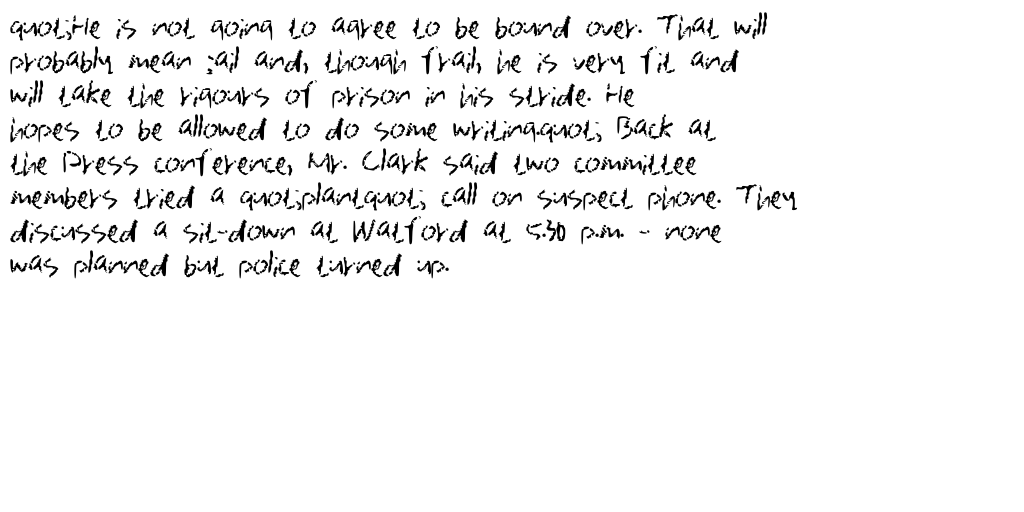 quot;He is not going to agree to be bound over. That will
probably mean jail and, though frail, he is very fit and
will take the rigours of prison in his stride. He
hopes to be allowed to do some writing.quot; Back at
the Press conference, Mr. Clark said two committee
members tried a quot;plantquot; call on suspect phone. They
discussed a sit-down at Watford at 5.30 p.m. - none
was planned but police turned up.